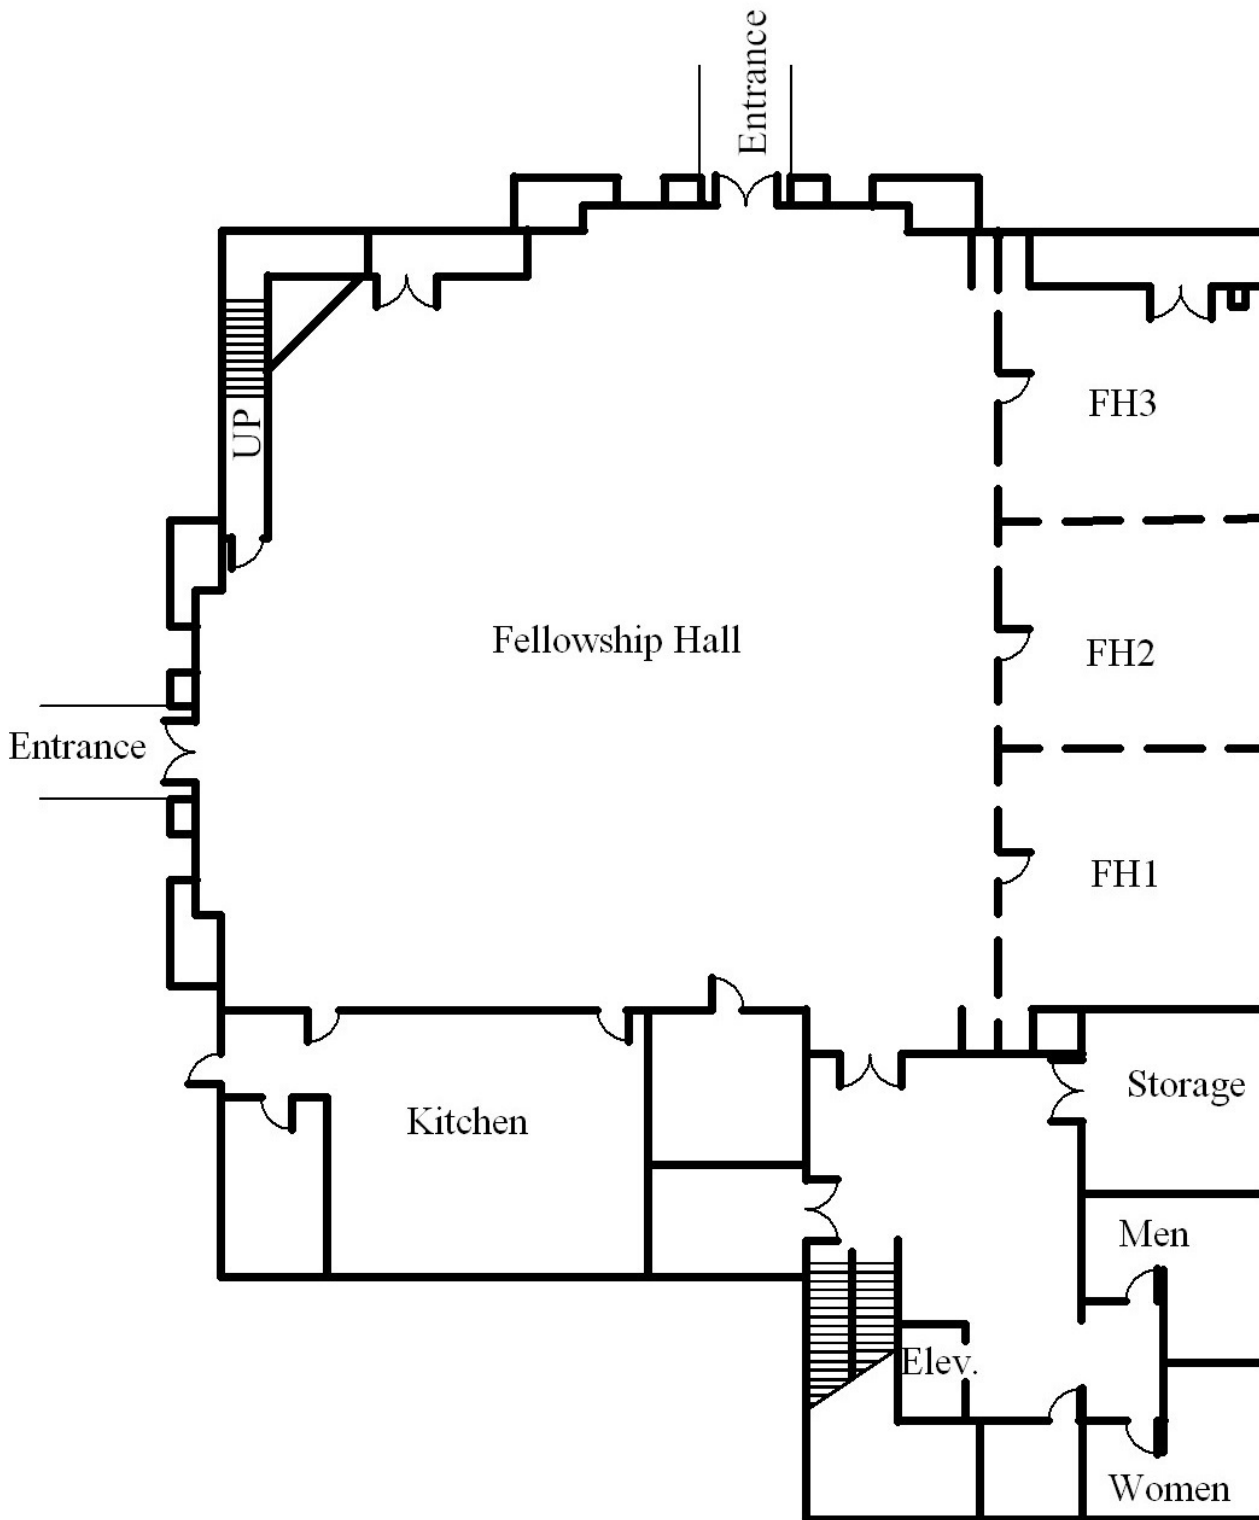 Entrance
FH3
UP
Fellowship Hall
FH2
Entrance
FH1
Storage
Kitchen
Men
Elev.
Women